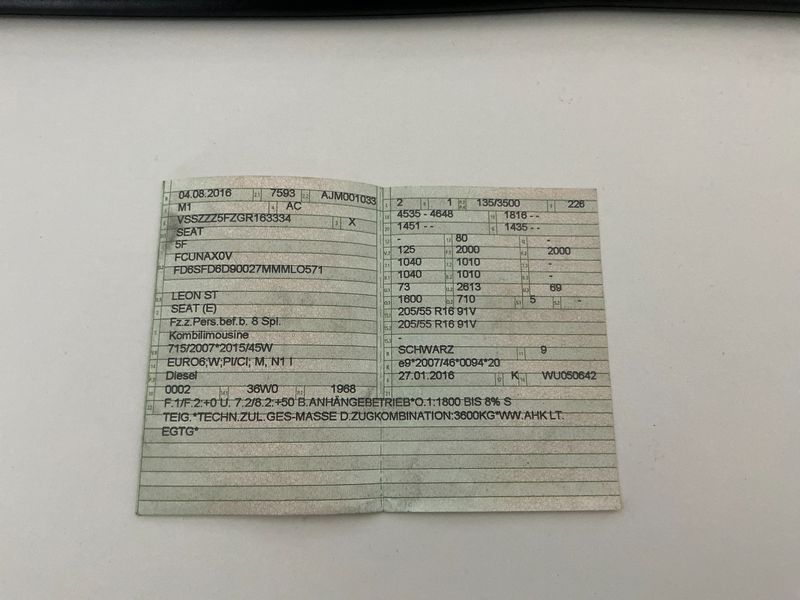 04.08.2016 7593 AJM001033
M1 AC
VSSZZZ5FZGR163334 X
SEAT
5F
FCUNAX0V
FD6SFD6D90027MMMLO571
LEON ST
SEAT (E)
Fz.z.Pers.bef.b. 8 Spl.
Kombilimousine
715/2007*2015/45W
EURO6;W;PI/CI; M, N1 I
Diesel
0002 36W0 1968
F.1/F.2:+0 U. 7.2/8.2:+50 B.ANHÄNGEBETRIEB*O.1:1800 BIS 8% S
TEIG.*TECHN.ZUL.GES-MASSE D.ZUGKOMBINATION:3600KG*WW.AHK LT.
EGTG*
2 1 135/3500 226
4535 - 4648 1816 - -
1451 - - 1435 - -
- 80 -
125 2000 2000
1040 1010 -
1040 1010 -
73 2613 69
1600 710 5 -
205/55 R16 91V
205/55 R16 91V
-
SCHWARZ 9
e9*2007/46*0094*20
27.01.2016 K WU050642